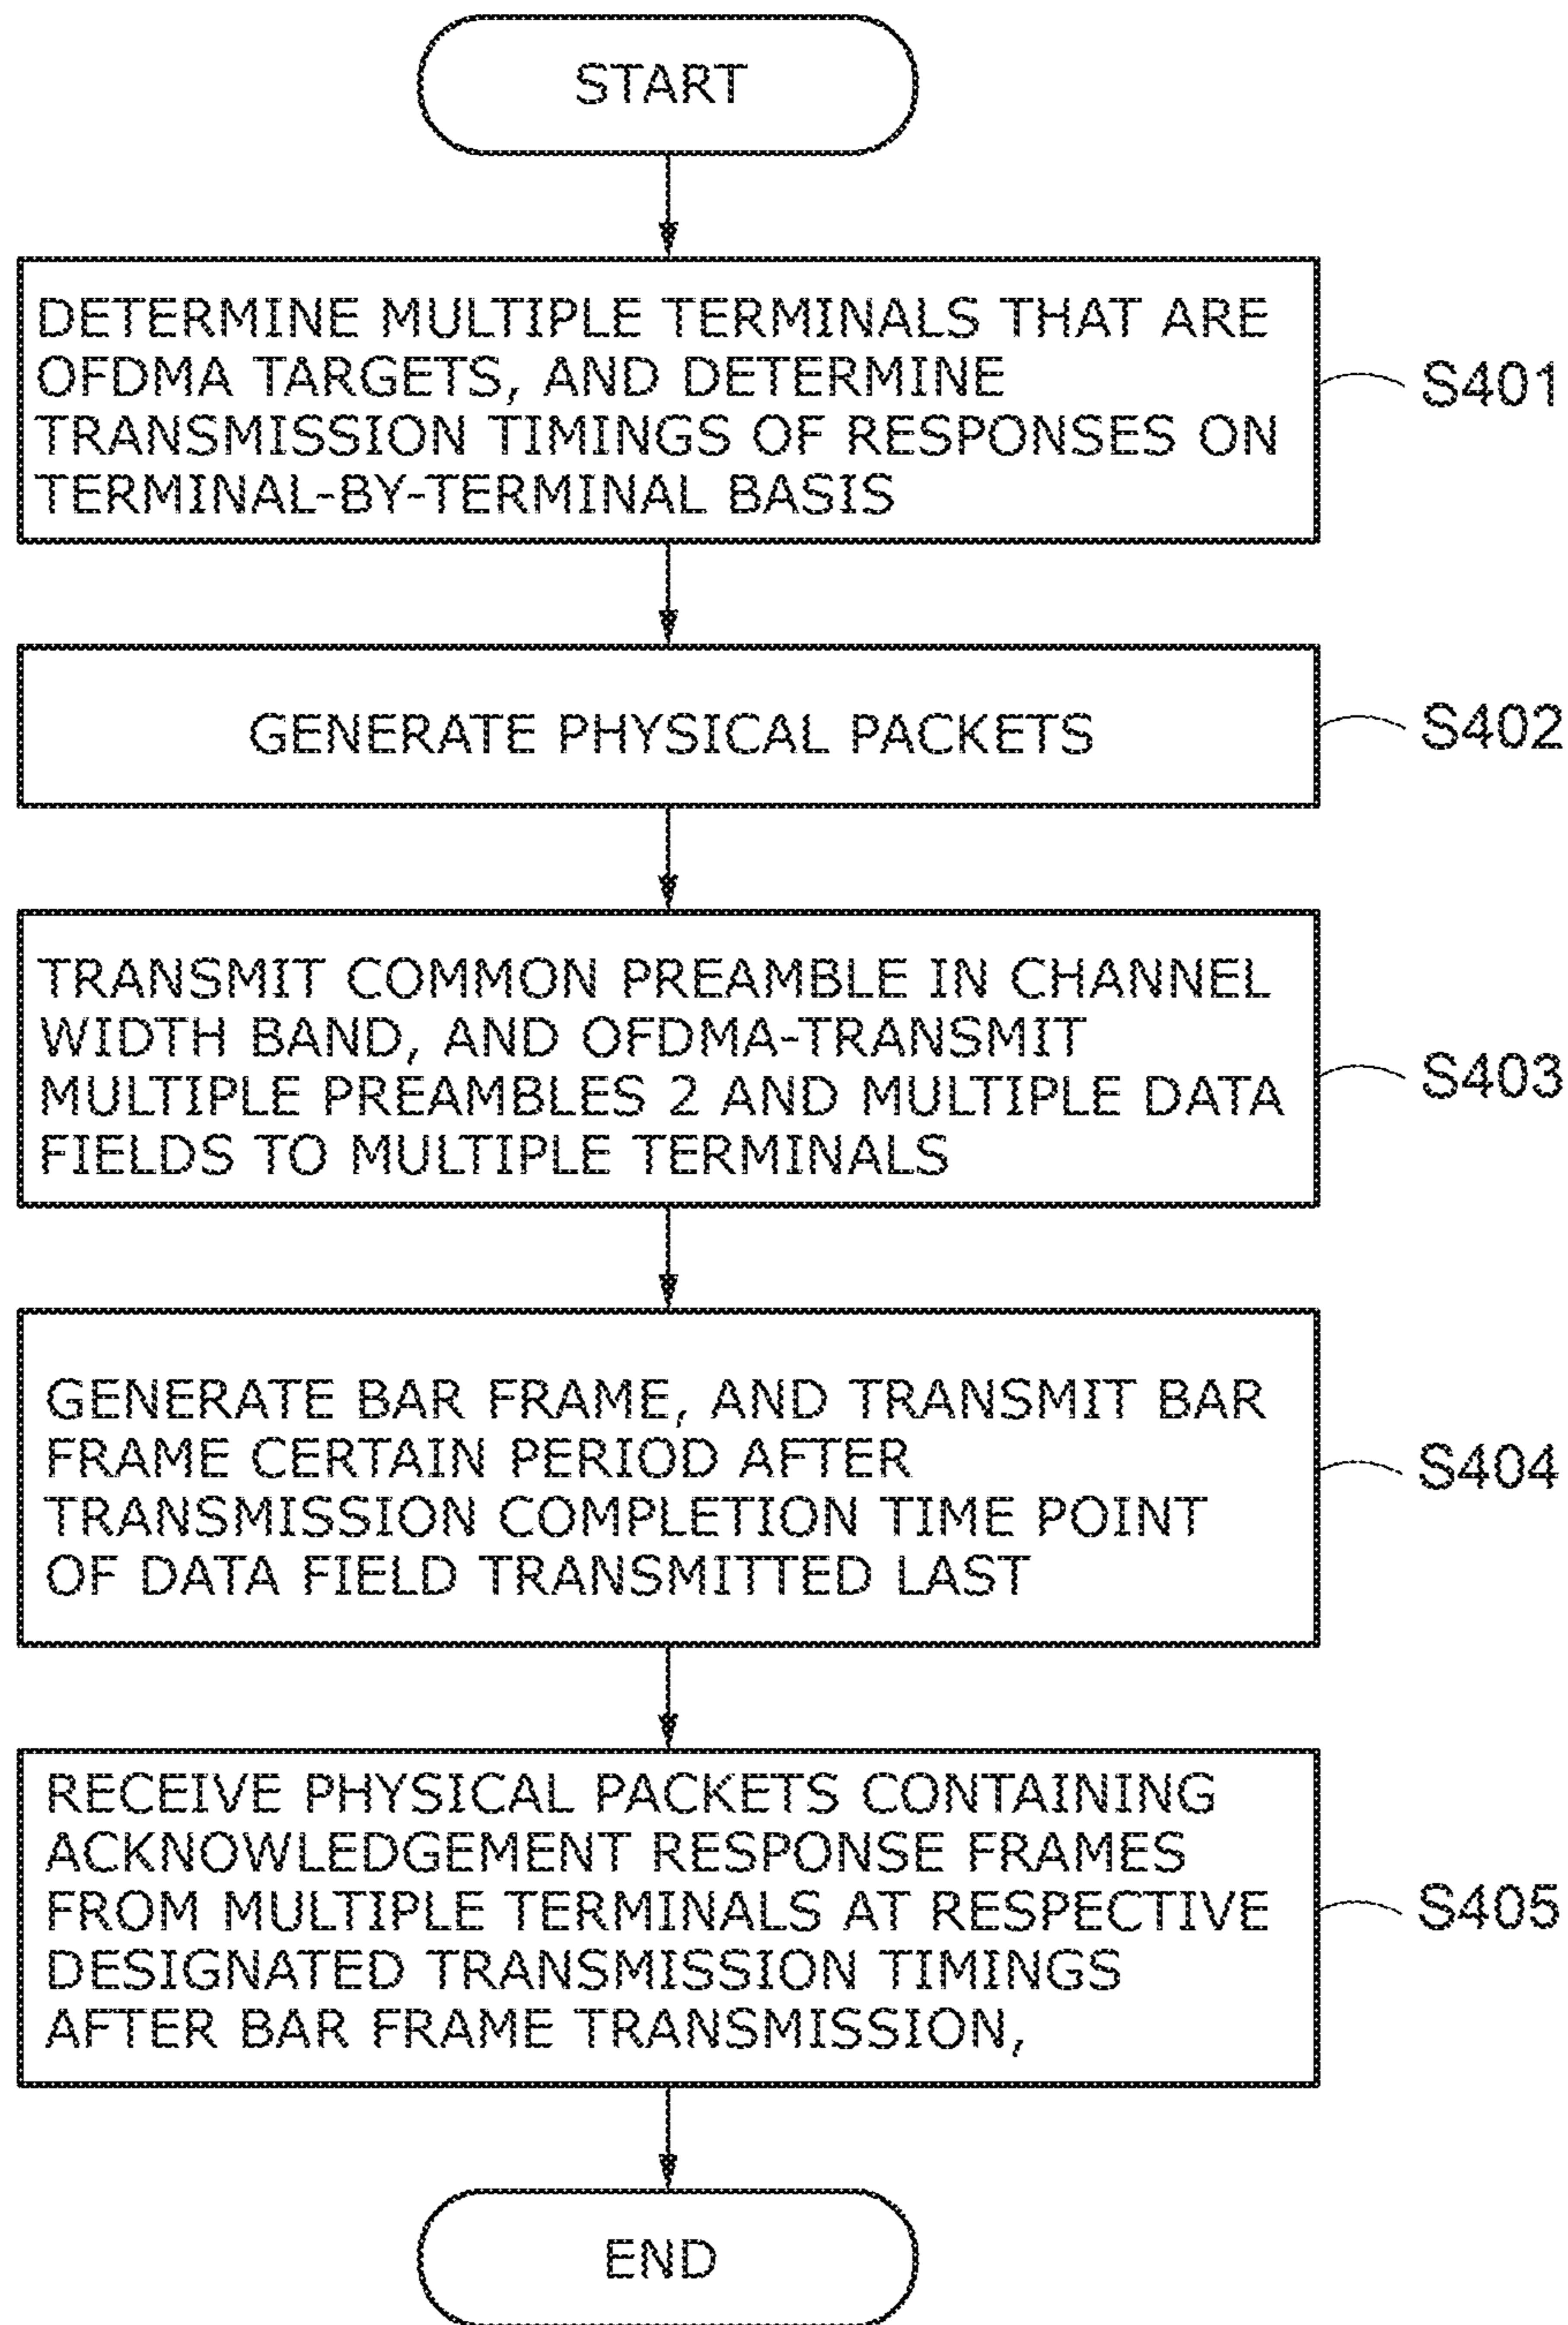 START
DETERMINE MULTIPLE TERMINALS THAT ARE
OFDMA TARGETS, AND DETERMINE
TRANSMISSION TIMINGS OF RESPONSES ON
TERMINAL-BY-TERMINAL BASIS
S401
GENERATE PHYSICAL PACKETS
S402
TRANSMIT COMMON PREAMBLE IN CHANNEL
WIDTH BAND, AND OFDMA-TRANSMIT
MULTIPLE PREAMBLES 2 AND MULTIPLE DATA
FIELDS TO MULTIPLE TERMINALS
S403
GENERATE BAR FRAME, AND TRANSMIT BAR
FRAME CERTAIN PERIOD AFTER
TRANSMISSION COMPLETION TIME POINT
OF DATA FIELD TRANSMITTED LAST
S404
RECEIVE PHYSICAL PACKETS CONTAINING
ACKNOWLEDGEMENT RESPONSE FRAMES
FROM MULTIPLE TERMINALS AT RESPECTIVE
DESIGNATED TRANSMISSION TIMINGS
AFTER BAR FRAME TRANSMISSION,
S405
END